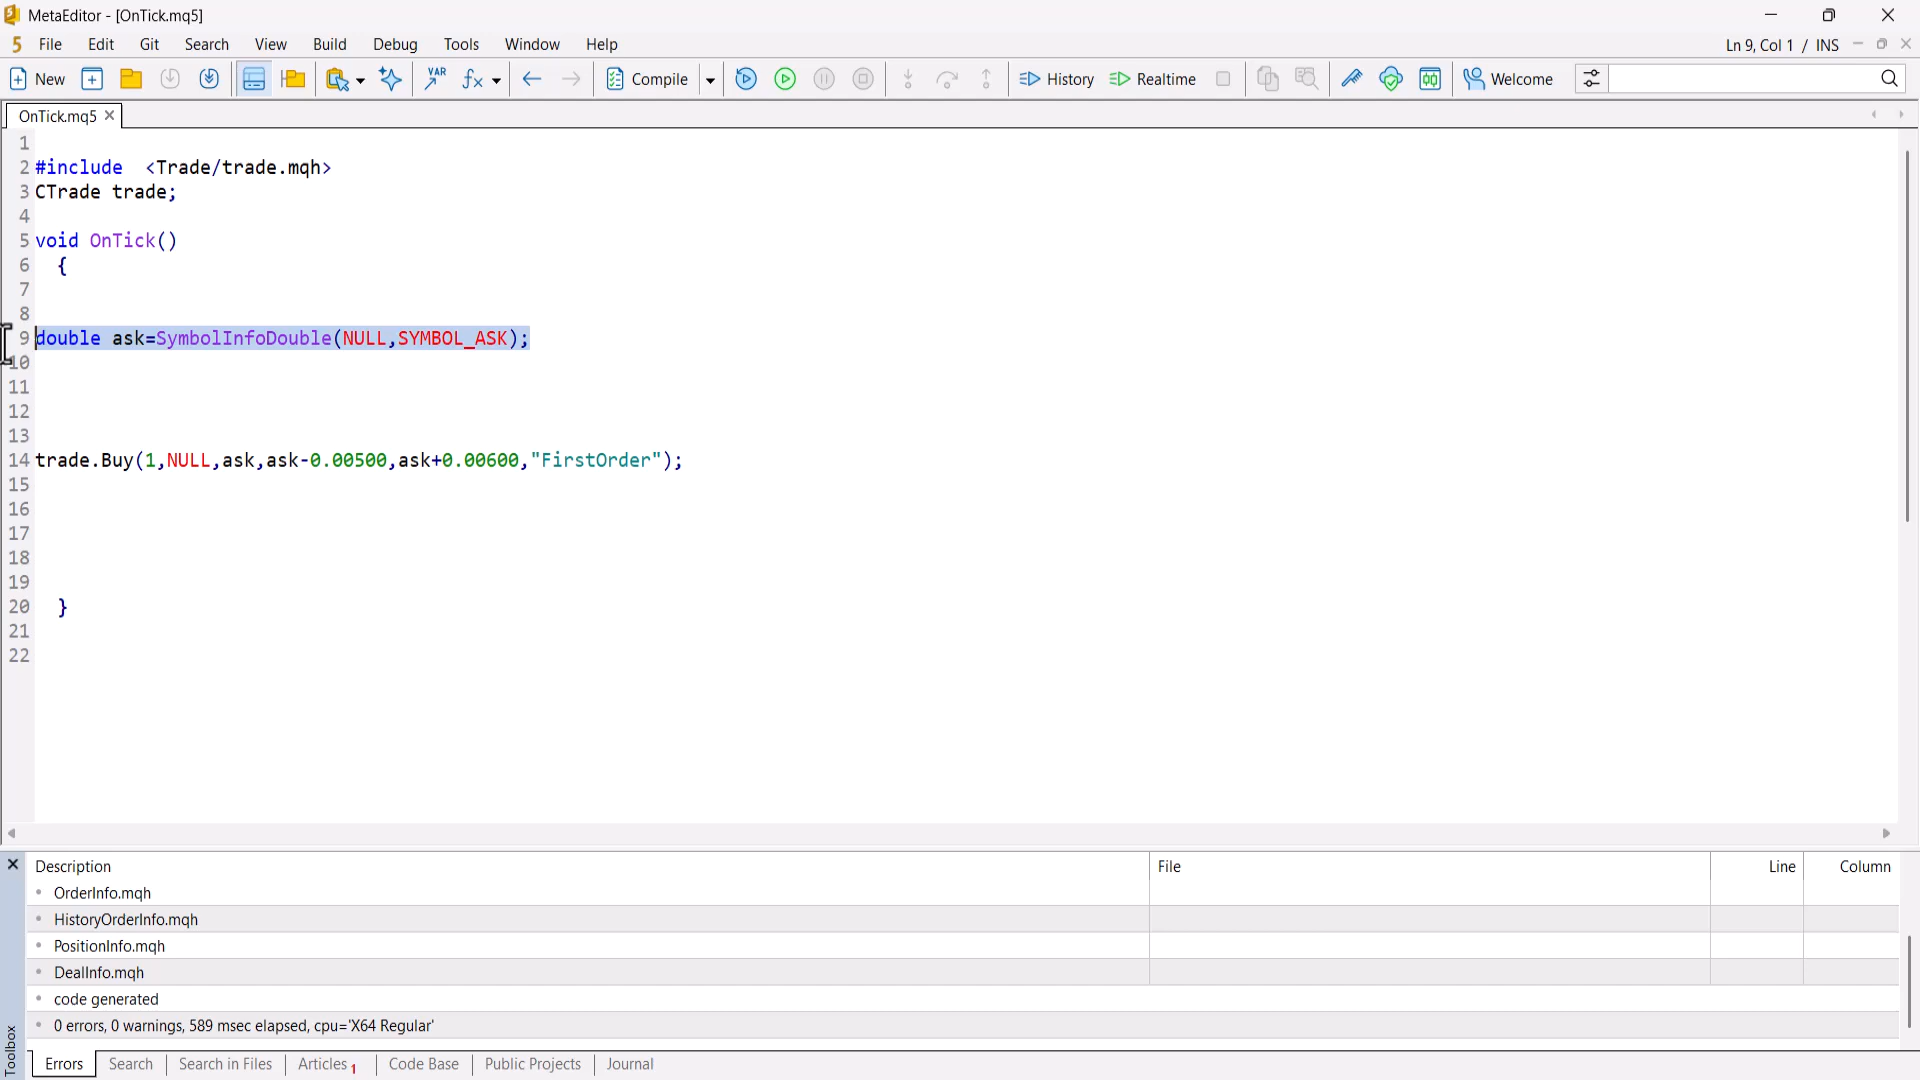 MetaEditor - [OnTick.mq5]
5 File Edit Git Search View Build Debug Tools Window Help Ln 9, Col 1 / INS
New VAR fx Compile History Realtime Welcome
OnTick.mq5
1
2 #include <Trade/trade.mqh>
3 CTrade trade;
4
5 void OnTick()
6 {
7
8
9 double ask=SymbolInfoDouble(NULL,SYMBOL_ASK);
10
11
12
13
14 trade.Buy(1,NULL,ask,ask-0.00500,ask+0.00600,"FirstOrder");
15
16
17
18
19
20 }
21
22
Description File Line Column
OrderInfo.mqh
HistoryOrderInfo.mqh
PositionInfo.mqh
DealInfo.mqh
code generated
0 errors, 0 warnings, 589 msec elapsed, cpu='X64 Regular'
Toolbox
Errors Search Search in Files Articles 1 Code Base Public Projects Journal